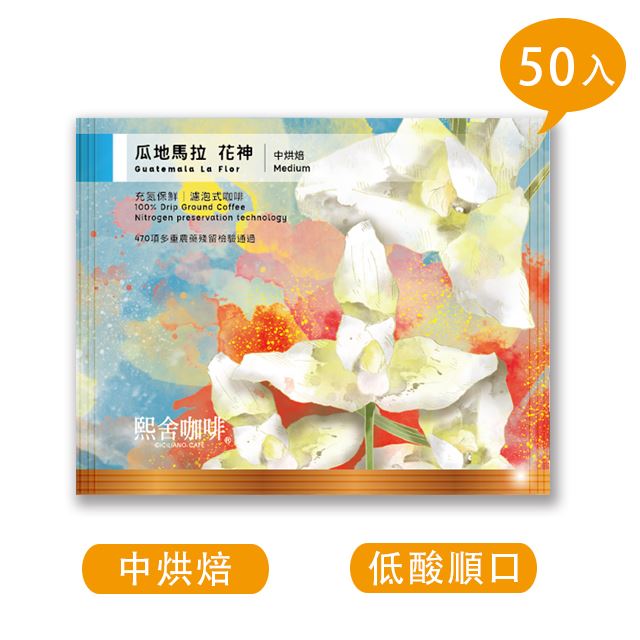 50入
瓜地馬拉 花神
Guatemala La Flor
中烘焙
Medium
充氮保鮮｜濾泡式咖啡
100% Drip Ground Coffee
Nitrogen preservation technology
470項多重農藥殘留檢驗通過
熙舍咖啡®
CICILIANO CAFÉ
中烘焙
低酸順口